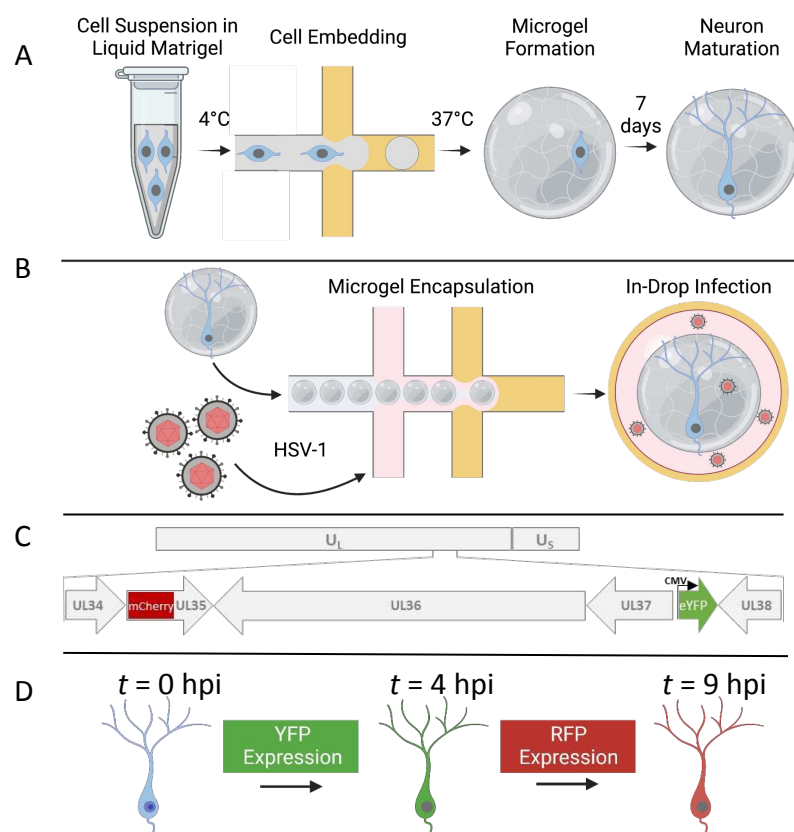 A
Cell Suspension in
Liquid Matrigel
Cell Embedding
Microgel
Formation
Neuron
Maturation
4°C
37°C
7
days
B
Microgel Encapsulation
In-Drop Infection
HSV-1
C
UL
US
UL34
mCherry
UL35
UL36
UL37
CMV
eYFP
UL38
D
t = 0 hpi
t = 4 hpi
t = 9 hpi
YFP
Expression
RFP
Expression